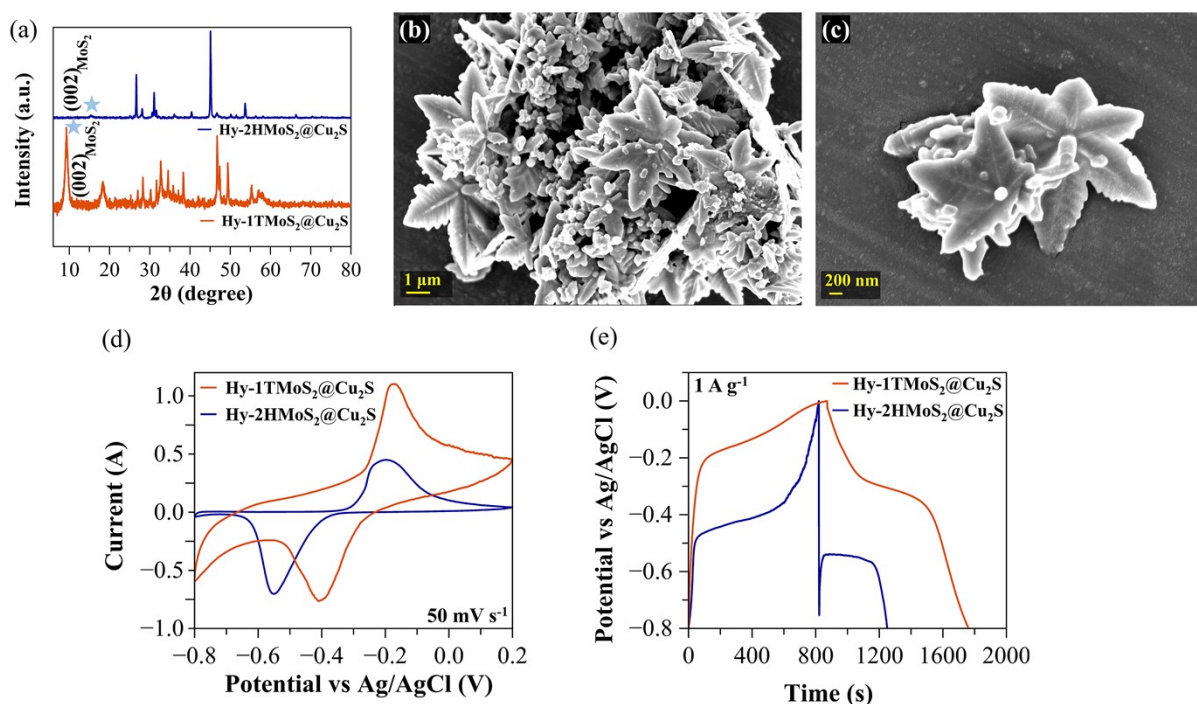 (a)
Intensity (a.u.)
(002)MoS₂
(002)MoS₂
Hy-2HMoS₂@Cu₂S
Hy-1TMoS₂@Cu₂S
10 20 30 40 50 60 70 80
2θ (degree)
(b)
1 μm
(c)
200 nm
(d)
Current (A)
1.0
0.5
0.0
−0.5
−1.0
Hy-1TMoS₂@Cu₂S
Hy-2HMoS₂@Cu₂S
50 mV s⁻¹
−0.8 −0.6 −0.4 −0.2 0.0 0.2
Potential vs Ag/AgCl (V)
(e)
Potential vs Ag/AgCl (V)
0.0
−0.2
−0.4
−0.6
−0.8
1 A g⁻¹
Hy-1TMoS₂@Cu₂S
Hy-2HMoS₂@Cu₂S
0 400 800 1200 1600 2000
Time (s)